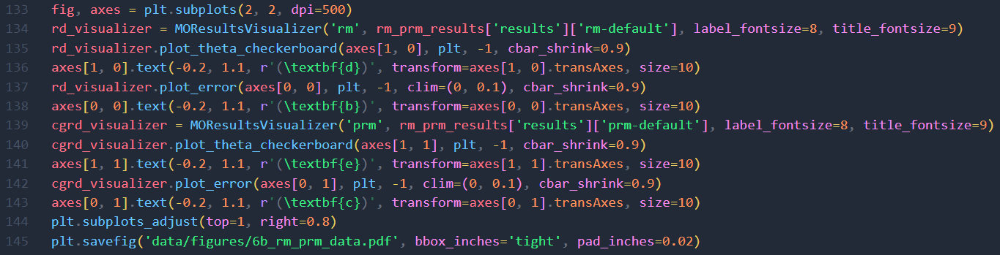 133 fig, axes = plt.subplots(2, 2, dpi=500)
134 rd_visualizer = MOResultsVisualizer('rm', rm_prm_results['results']['rm-default'], label_fontsize=8, title_fontsize=9)
135 rd_visualizer.plot_theta_checkerboard(axes[1, 0], plt, -1, cbar_shrink=0.9)
136 axes[1, 0].text(-0.2, 1.1, r'(\textbf{d})', transform=axes[1, 0].transAxes, size=10)
137 rd_visualizer.plot_error(axes[0, 0], plt, -1, clim=(0, 0.1), cbar_shrink=0.9)
138 axes[0, 0].text(-0.2, 1.1, r'(\textbf{b})', transform=axes[0, 0].transAxes, size=10)
139 cgrd_visualizer = MOResultsVisualizer('prm', rm_prm_results['results']['prm-default'], label_fontsize=8, title_fontsize=9)
140 cgrd_visualizer.plot_theta_checkerboard(axes[1, 1], plt, -1, cbar_shrink=0.9)
141 axes[1, 1].text(-0.2, 1.1, r'(\textbf{e})', transform=axes[1, 1].transAxes, size=10)
142 cgrd_visualizer.plot_error(axes[0, 1], plt, -1, clim=(0, 0.1), cbar_shrink=0.9)
143 axes[0, 1].text(-0.2, 1.1, r'(\textbf{c})', transform=axes[0, 1].transAxes, size=10)
144 plt.subplots_adjust(top=1, right=0.8)
145 plt.savefig('data/figures/6b_rm_prm_data.pdf', bbox_inches='tight', pad_inches=0.02)